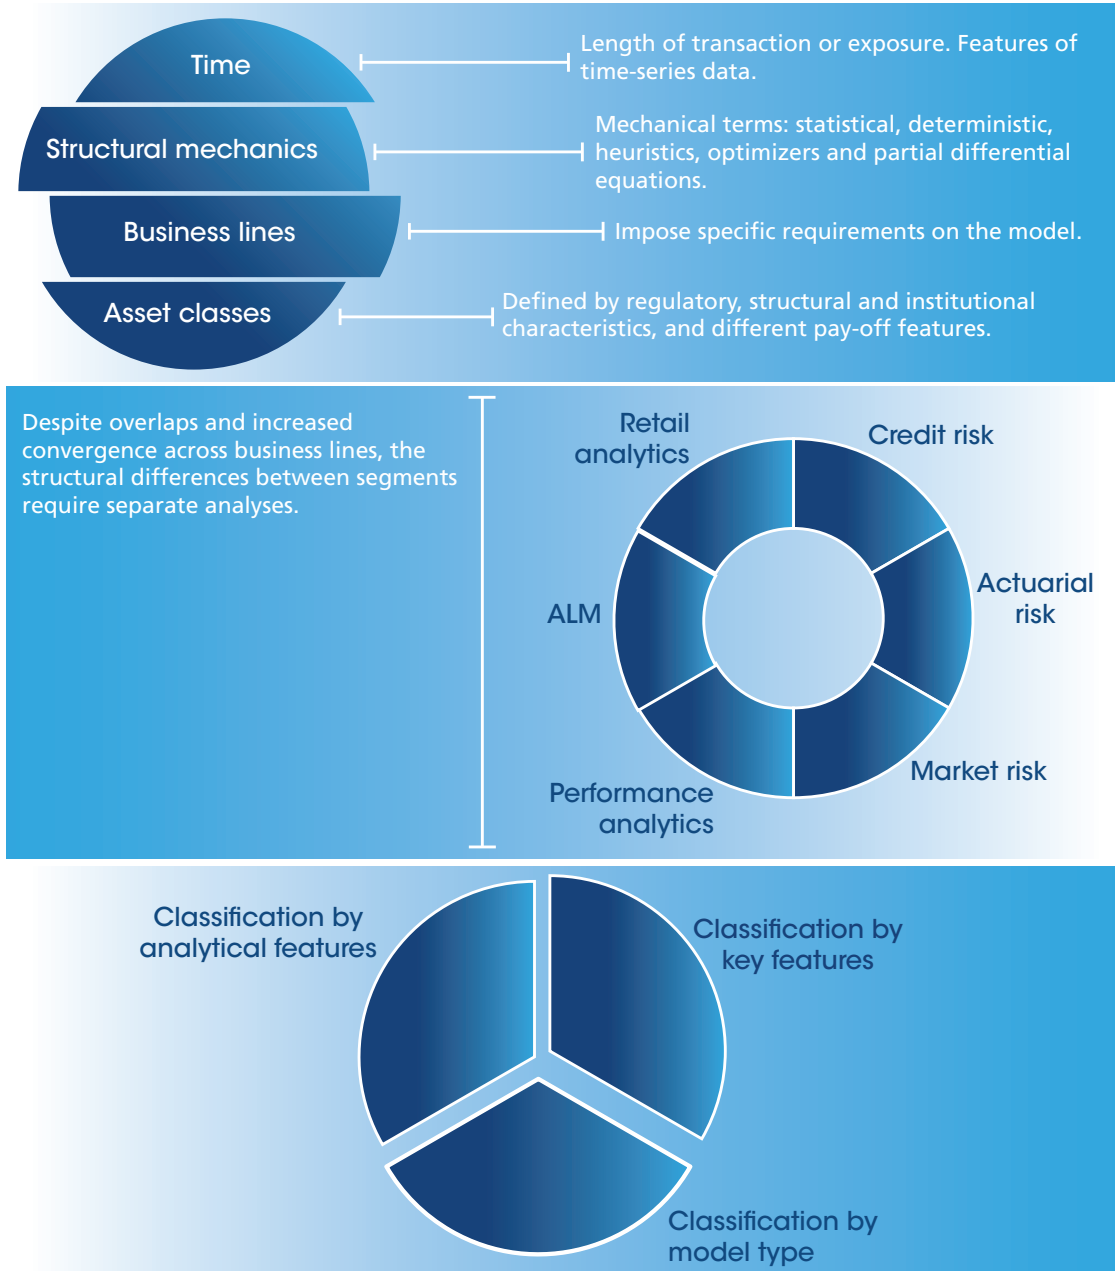 Time
Length of transaction or exposure. Features of
time-series data.
Structural mechanics
Mechanical terms: statistical, deterministic,
heuristics, optimizers and partial differential
equations.
Business lines
Impose specific requirements on the model.
Asset classes
Defined by regulatory, structural and institutional
characteristics, and different pay-off features.
Despite overlaps and increased
convergence across business lines, the
structural differences between segments
require separate analyses.
Retail
analytics
Credit risk
ALM
Actuarial
risk
Performance
analytics
Market risk
Classification by
analytical features
Classification by
key features
Classification by
model type